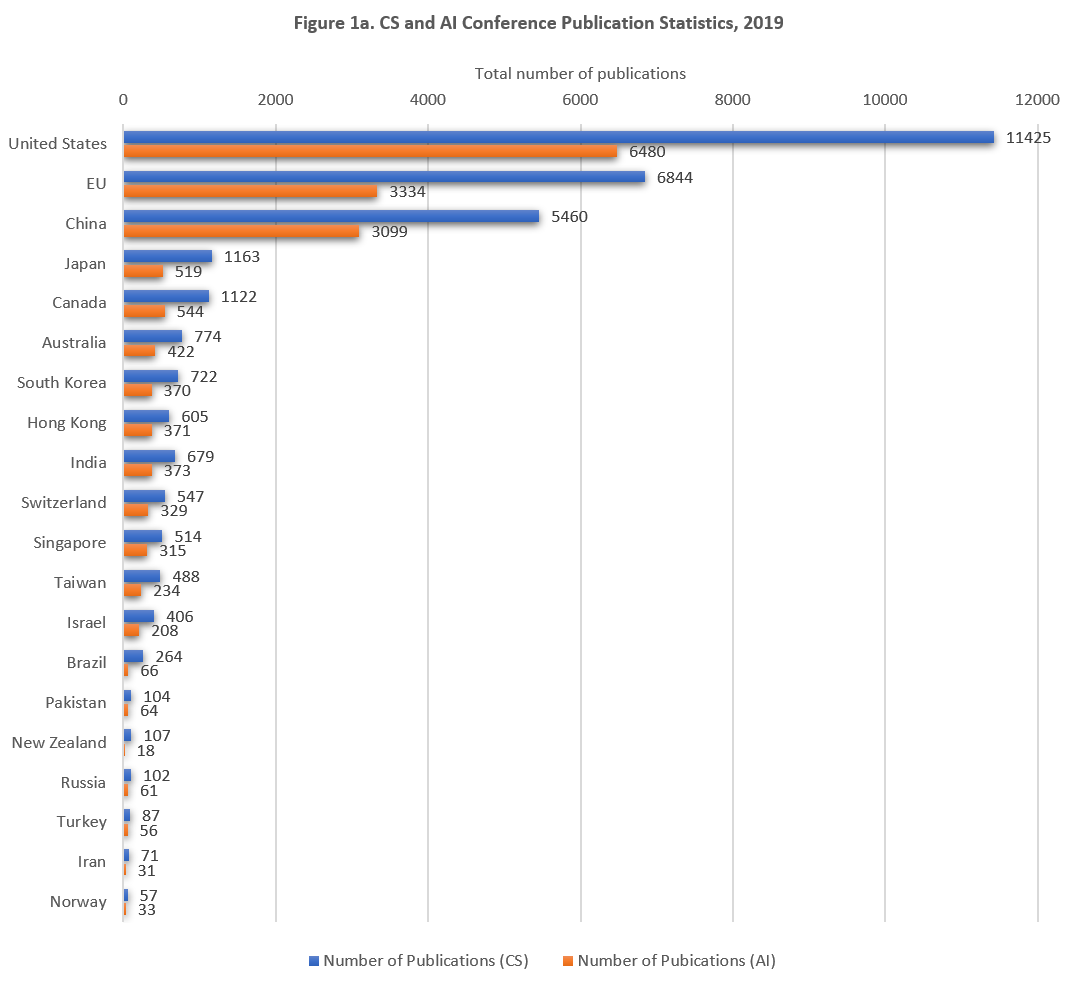 Figure 1a. CS and AI Conference Publication Statistics, 2019
Total number of publications
0 2000 4000 6000 8000 10000 12000
United States 11425
6480
EU 6844
3334
China 5460
3099
Japan 1163
519
Canada 1122
544
Australia 774
422
South Korea 722
370
Hong Kong 605
371
India 679
373
Switzerland 547
329
Singapore 514
315
Taiwan 488
234
Israel 406
208
Brazil 264
66
Pakistan 104
64
New Zealand 107
18
Russia 102
61
Turkey 87
56
Iran 71
31
Norway 57
33
Number of Publications (CS) Number of Pubications (AI)